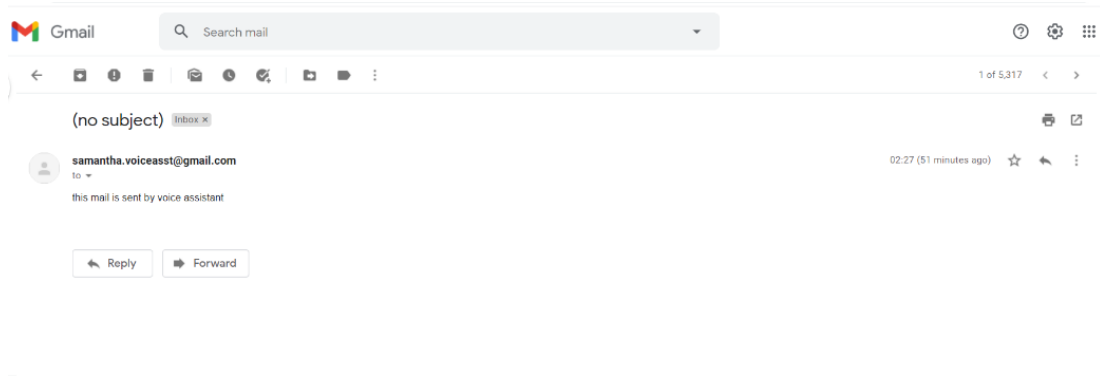 Gmail
Search mail
1 of 5,317
(no subject) Inbox ×
samantha.voiceasst@gmail.com 02:27 (51 minutes ago)
to
this mail is sent by voice assistant
Reply Forward